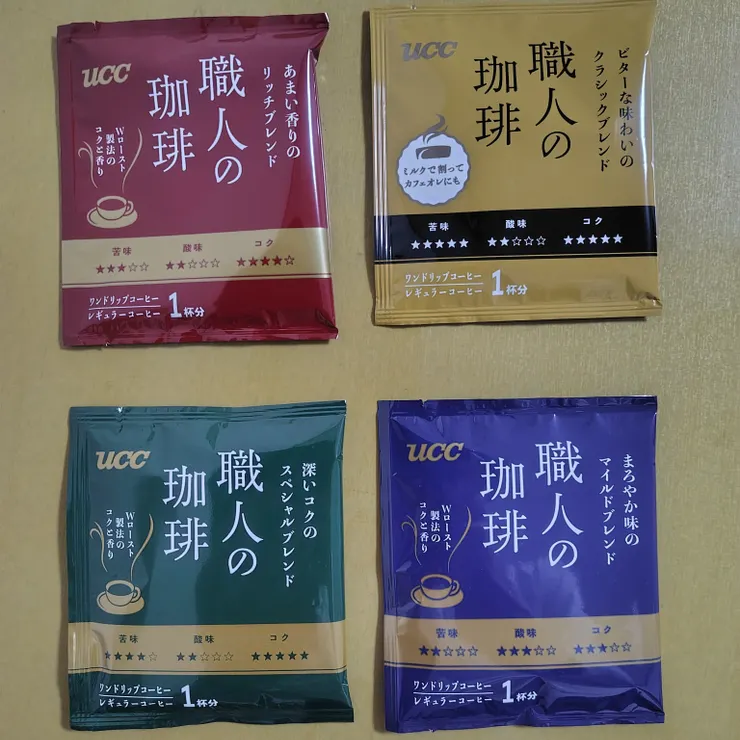 ucc
職人の
珈琲
あまい香りの
リッチブレンド
Wロースト
製法の
コクと香り
苦味 酸味 コク
★★★☆☆ ★★☆☆☆ ★★★★☆
ワンドリップコーヒー
レギュラーコーヒー
1杯分
ucc
職人の
珈琲
ビターな味わいの
クラシックブレンド
ミルクで割って
カフェオレにも
苦味 酸味 コク
★★★★★ ★★☆☆☆ ★★★★★
ワンドリップコーヒー
レギュラーコーヒー
1杯分
ucc
職人の
珈琲
深いコクの
スペシャルブレンド
Wロースト
製法の
コクと香り
苦味 酸味 コク
★★★★☆ ★★☆☆☆ ★★★★★
ワンドリップコーヒー
レギュラーコーヒー
1杯分
ucc
職人の
珈琲
まろやか味の
マイルドブレンド
Wロースト
製法の
コクと香り
苦味 酸味 コク
★★☆☆☆ ★★★☆☆ ★★★☆☆
ワンドリップコーヒー
レギュラーコーヒー
1杯分